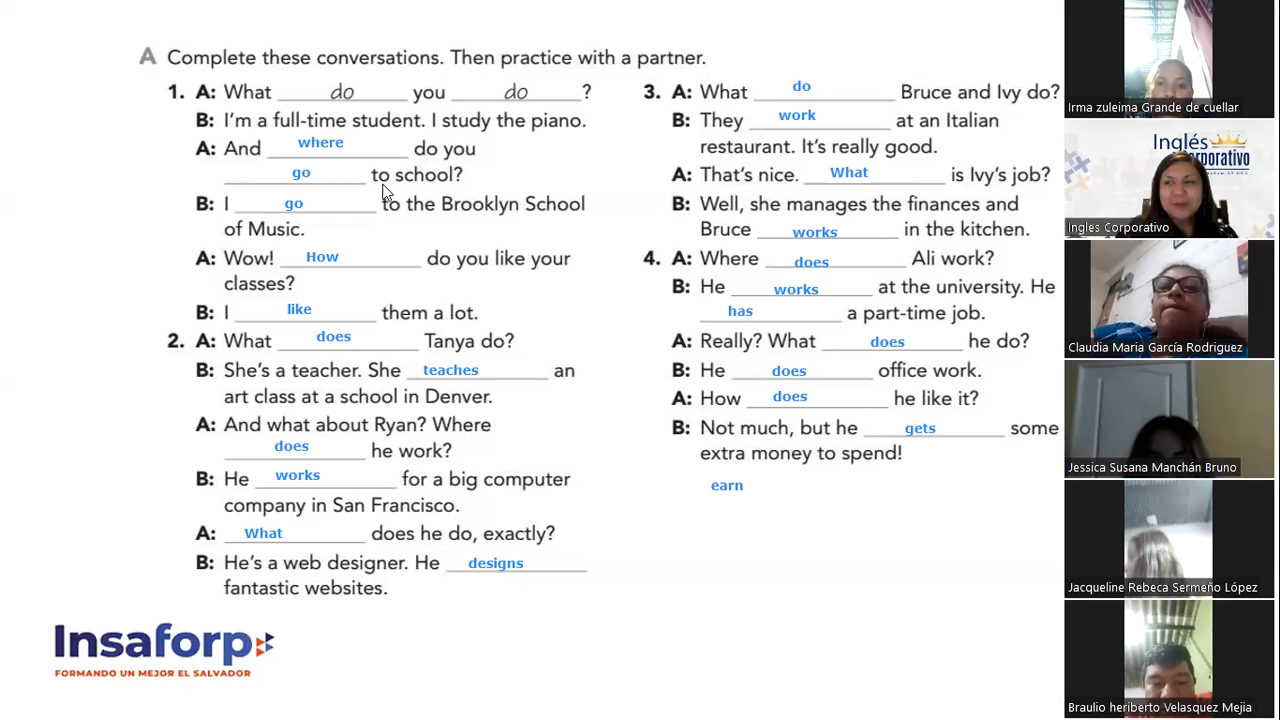 A Complete these conversations. Then practice with a partner.
1. A: What do you do ?
B: I'm a full-time student. I study the piano.
A: And where do you
go to school?
B: I go to the Brooklyn School
of Music.
A: Wow! How do you like your
classes?
B: I like them a lot.
2. A: What does Tanya do?
B: She's a teacher. She teaches an
art class at a school in Denver.
A: And what about Ryan? Where
does he work?
B: He works for a big computer
company in San Francisco.
A: What does he do, exactly?
B: He's a web designer. He designs
fantastic websites.
3. A: What do Bruce and Ivy do?
B: They work at an Italian
restaurant. It's really good.
A: That's nice. What is Ivy's job?
B: Well, she manages the finances and
Bruce works in the kitchen.
4. A: Where does Ali work?
B: He works at the university. He
has a part-time job.
A: Really? What does he do?
B: He does office work.
A: How does he like it?
B: Not much, but he gets some
extra money to spend!
earn
Insaforp
FORMANDO UN MEJOR EL SALVADOR
Irma zuleima Grande de cuellar
Inglés
Corporativo
Ingles Corporativo
Claudia Maria García Rodriguez
Jessica Susana Manchán Bruno
Jacqueline Rebeca Sermeño López
Braulio heriberto Velasquez Mejia